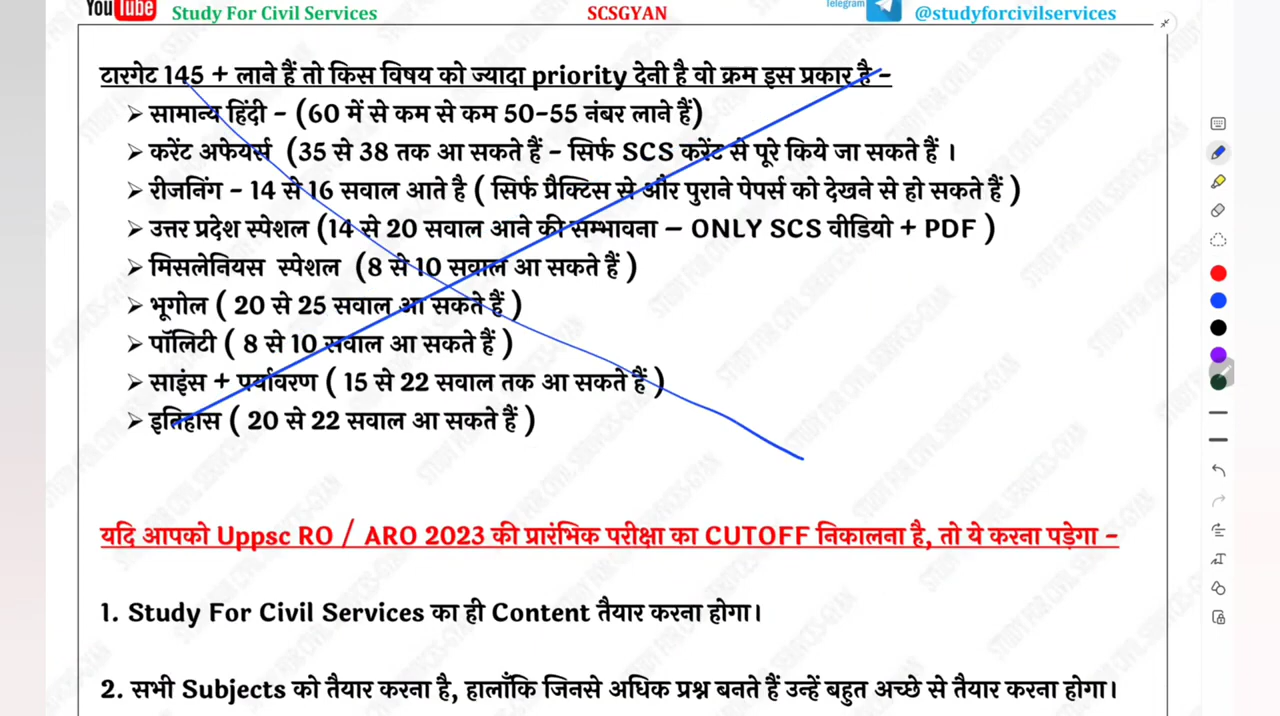 You Tube Study For Civil Services SCSGYAN Telegram @studyforcivilservices
टारगेट 145 + लाने हैं तो किस विषय को ज्यादा priority देनी है वो क्रम इस प्रकार है -
➢ सामान्य हिंदी - (60 में से कम से कम 50-55 नंबर लाने हैं)
➢ करेंट अफेयर्स (35 से 38 तक आ सकते हैं - सिर्फ SCS करेंट से पूरे किये जा सकते हैं ।
➢ रीजनिंग - 14 से 16 सवाल आते है ( सिर्फ प्रैक्टिस से और पुराने पेपर्स को देखने से हो सकते हैं )
➢ उत्तर प्रदेश स्पेशल (14 से 20 सवाल आने की सम्भावना – ONLY SCS वीडियो + PDF )
➢ मिसलेनियस स्पेशल (8 से 10 सवाल आ सकते हैं )
➢ भूगोल ( 20 से 25 सवाल आ सकते हैं )
➢ पॉलिटी ( 8 से 10 सवाल आ सकते हैं )
➢ साइंस + पर्यावरण ( 15 से 22 सवाल तक आ सकते हैं )
➢ इतिहास ( 20 से 22 सवाल आ सकते हैं )
यदि आपको Uppsc RO / ARO 2023 की प्रारंभिक परीक्षा का CUTOFF निकालना है, तो ये करना पड़ेगा -
1. Study For Civil Services का ही Content तैयार करना होगा।
2. सभी Subjects को तैयार करना है, हालाँकि जिनसे अधिक प्रश्न बनते हैं उन्हें बहुत अच्छे से तैयार करना होगा।